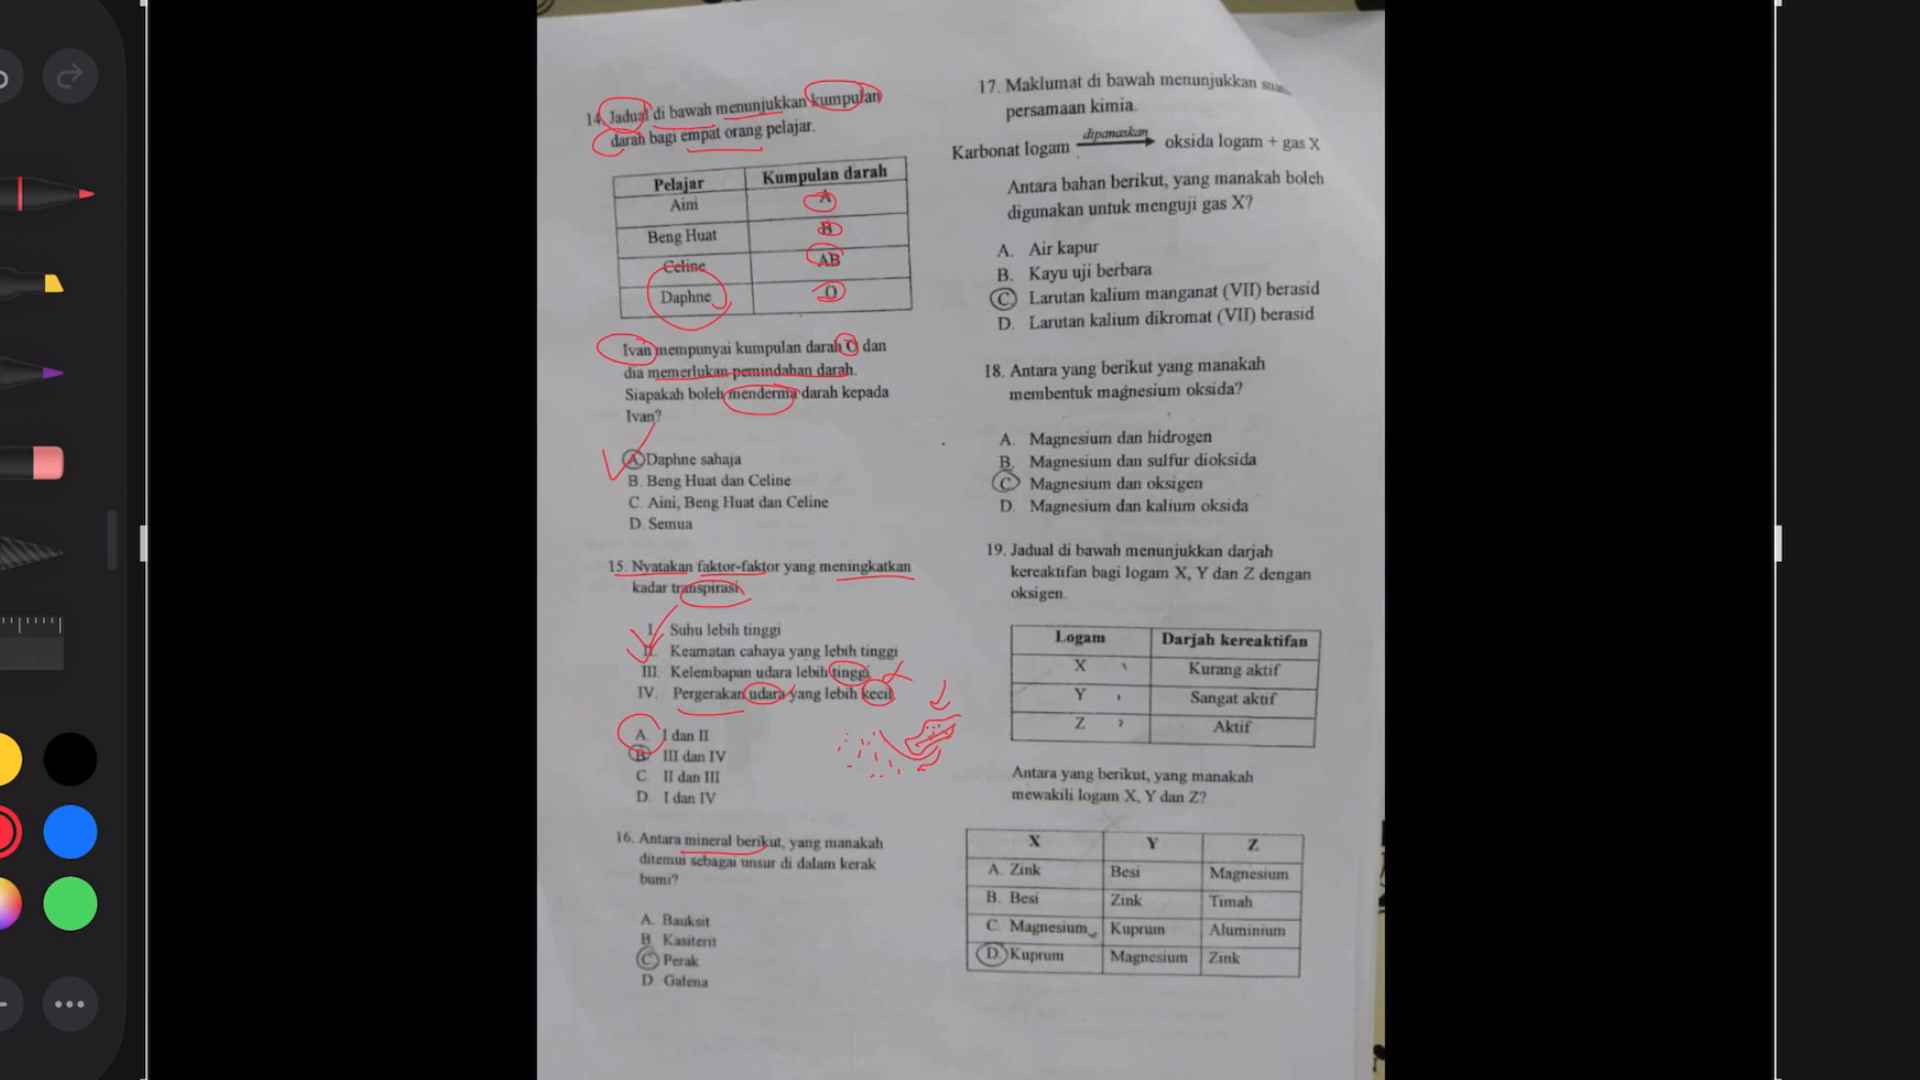 14. Jadual di bawah menunjukkan kumpulan
darah bagi empat orang pelajar.
Pelajar Kumpulan darah
Aini A
Beng Huat B
Celine AB
Daphne O
Ivan mempunyai kumpulan darah O dan
dia memerlukan pemindahan darah.
Siapakah boleh menderma darah kepada
Ivan?
A. Daphne sahaja
B. Beng Huat dan Celine
C. Aini, Beng Huat dan Celine
D. Semua
15. Nyatakan faktor-faktor yang meningkatkan
kadar transpirasi.
I. Suhu lebih tinggi
II. Keamatan cahaya yang lebih tinggi
III. Kelembapan udara lebih tinggi
IV. Pergerakan udara yang lebih kecil
A. I dan II
B. III dan IV
C. II dan III
D. I dan IV
16. Antara mineral berikut, yang manakah
ditemui sebagai unsur di dalam kerak
bumi?
A. Bauksit
B. Kasiterit
C. Perak
D. Galena
17. Maklumat di bawah menunjukkan
persamaan kimia.
Karbonat logam dipanaskan oksida logam + gas X
Antara bahan berikut, yang manakah boleh
digunakan untuk menguji gas X?
A. Air kapur
B. Kayu uji berbara
C. Larutan kalium manganat (VII) berasid
D. Larutan kalium dikromat (VII) berasid
18. Antara yang berikut yang manakah
membentuk magnesium oksida?
A. Magnesium dan hidrogen
B. Magnesium dan sulfur dioksida
C. Magnesium dan oksigen
D. Magnesium dan kalium oksida
19. Jadual di bawah menunjukkan darjah
kereaktifan bagi logam X, Y dan Z dengan
oksigen.
Logam Darjah kereaktifan
X Kurang aktif
Y Sangat aktif
Z Aktif
Antara yang berikut, yang manakah
mewakili logam X, Y dan Z?
X Y Z
A. Zink Besi Magnesium
B. Besi Zink Timah
C. Magnesium Kuprum Aluminium
D. Kuprum Magnesium Zink